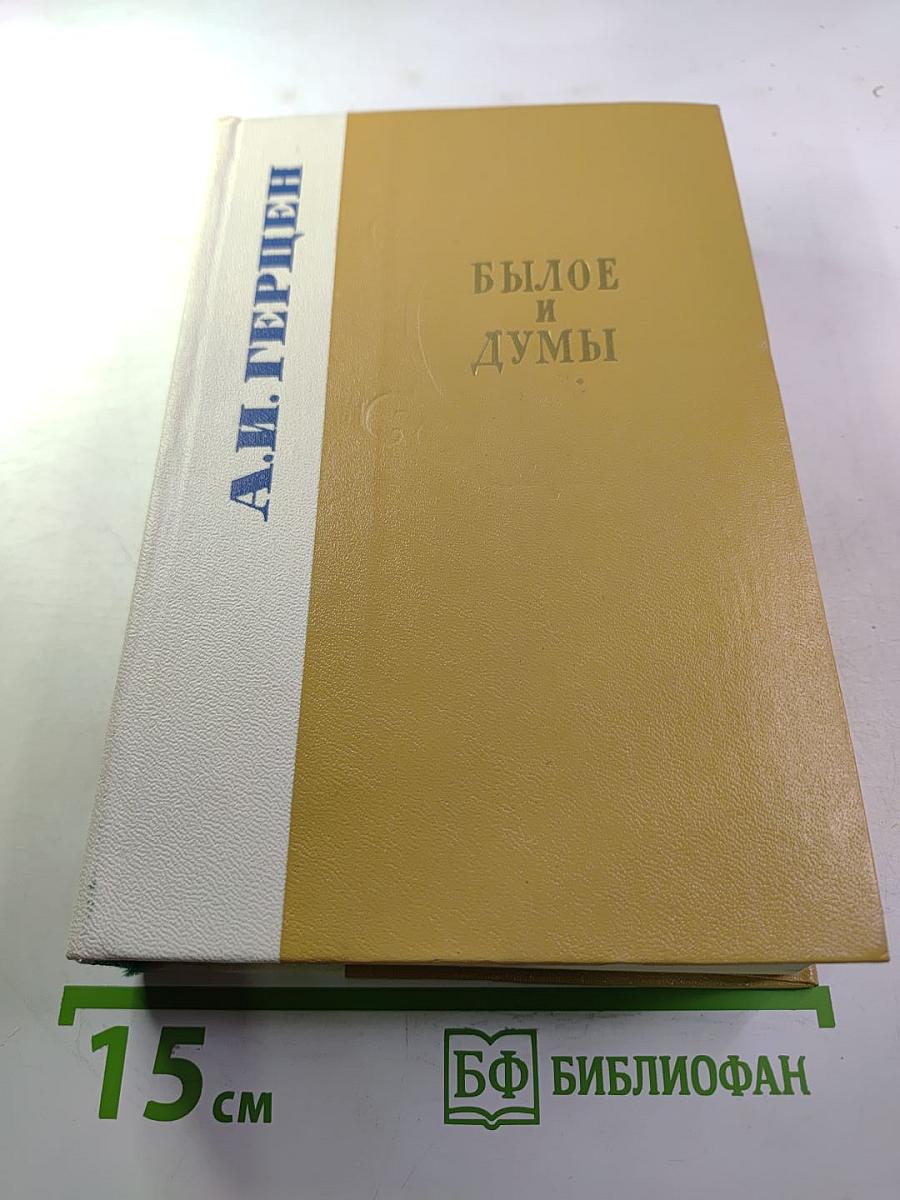 А.И. ГЕРЦЕН
БЫЛОЕ
И
ДУМЫ
15 СМ
БФ БИБЛИОФАН